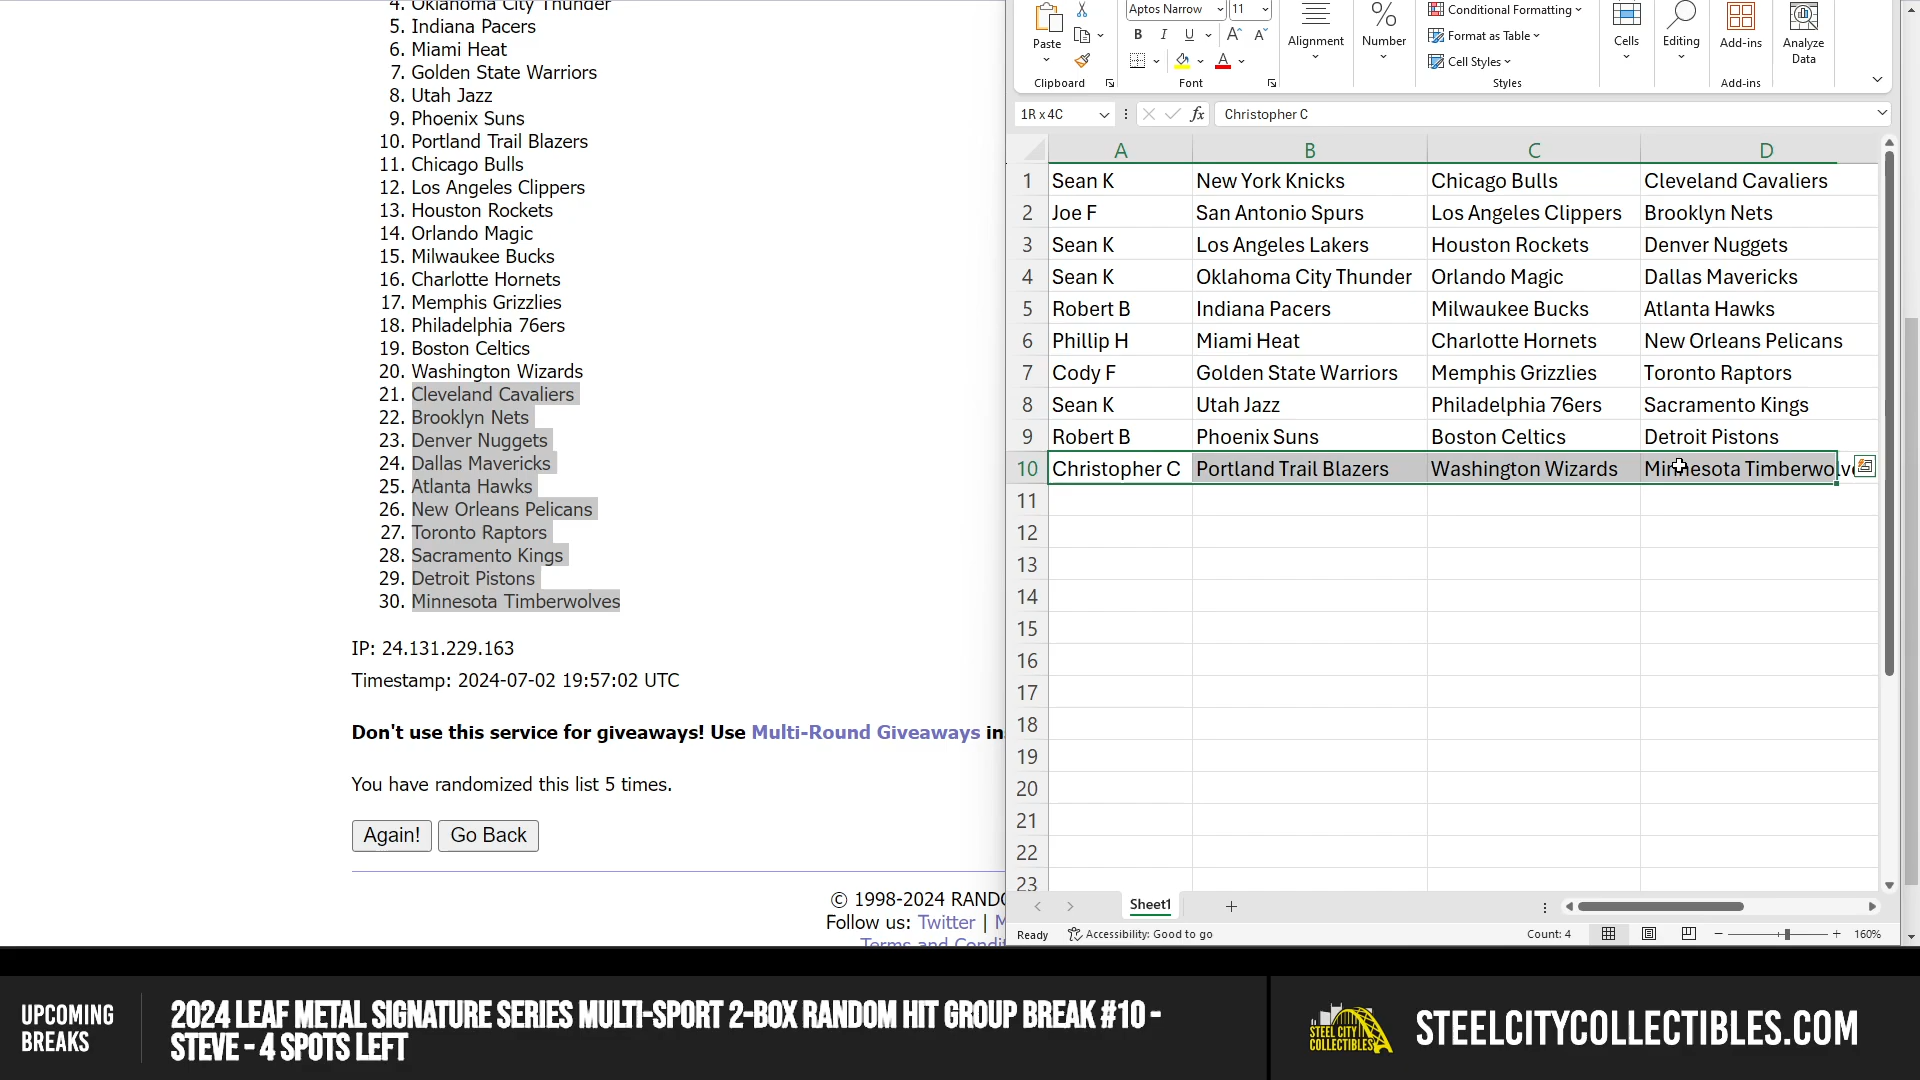 4. Oklahoma City Thunder
5. Indiana Pacers
6. Miami Heat
7. Golden State Warriors
8. Utah Jazz
9. Phoenix Suns
10. Portland Trail Blazers
11. Chicago Bulls
12. Los Angeles Clippers
13. Houston Rockets
14. Orlando Magic
15. Milwaukee Bucks
16. Charlotte Hornets
17. Memphis Grizzlies
18. Philadelphia 76ers
19. Boston Celtics
20. Washington Wizards
21. Cleveland Cavaliers
22. Brooklyn Nets
23. Denver Nuggets
24. Dallas Mavericks
25. Atlanta Hawks
26. New Orleans Pelicans
27. Toronto Raptors
28. Sacramento Kings
29. Detroit Pistons
30. Minnesota Timberwolves
IP: 24.131.229.163
Timestamp: 2024-07-02 19:57:02 UTC
Don't use this service for giveaways! Use Multi-Round Giveaways in
You have randomized this list 5 times.
Again! Go Back
© 1998-2024 RANDO
Follow us: Twitter | M
Terms and Condit
Aptos Narrow 11
Conditional Formatting
Format as Table
Cell Styles
Paste
B I U A A
Alignment
Number
%
Cells
Editing
Add-ins
Analyze
Data
Clipboard
Font
Styles
Add-ins
1R x 4C fx Christopher C
A B C D
1 Sean K New York Knicks Chicago Bulls Cleveland Cavaliers
2 Joe F San Antonio Spurs Los Angeles Clippers Brooklyn Nets
3 Sean K Los Angeles Lakers Houston Rockets Denver Nuggets
4 Sean K Oklahoma City Thunder Orlando Magic Dallas Mavericks
5 Robert B Indiana Pacers Milwaukee Bucks Atlanta Hawks
6 Phillip H Miami Heat Charlotte Hornets New Orleans Pelicans
7 Cody F Golden State Warriors Memphis Grizzlies Toronto Raptors
8 Sean K Utah Jazz Philadelphia 76ers Sacramento Kings
9 Robert B Phoenix Suns Boston Celtics Detroit Pistons
10 Christopher C Portland Trail Blazers Washington Wizards Minnesota Timberwolve
11
12
13
14
15
16
17
18
19
20
21
22
23
Sheet1
Ready Accessibility: Good to go Count: 4 160%
UPCOMING
BREAKS
2024 LEAF METAL SIGNATURE SERIES MULTI-SPORT 2-BOX RANDOM HIT GROUP BREAK #10 -
STEVE - 4 SPOTS LEFT
STEEL CITY
COLLECTIBLES
STEELCITYCOLLECTIBLES.COM